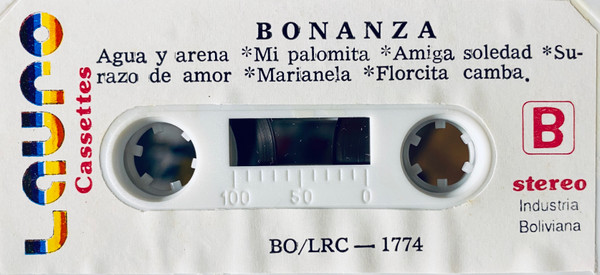 BONANZA
Agua y arena *Mi palomita *Amiga soledad *Su-
razo de amor *Marianela *Florcita camba.
Lauro
Cassettes
B
stereo
Industria
Boliviana
100 50 0
BO/LRC — 1774